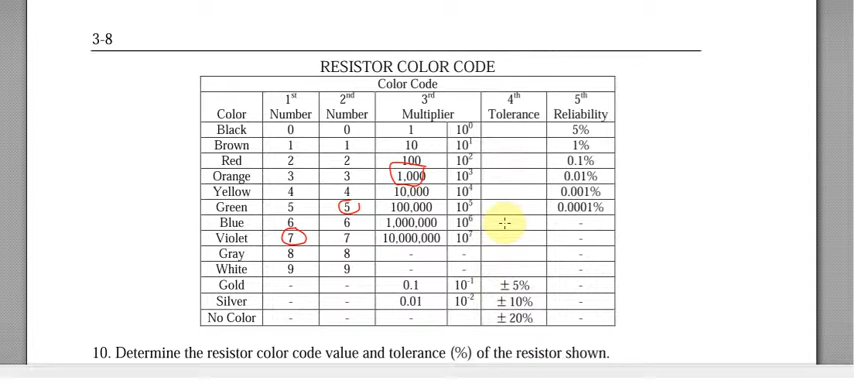 3-8
RESISTOR COLOR CODE
Color Code
1st 2nd 3rd 4th 5th
Color Number Number Multiplier Tolerance Reliability
Black 0 0 1 10⁰ 5%
Brown 1 1 10 10¹ 1%
Red 2 2 100 10² 0.1%
Orange 3 3 1,000 10³ 0.01%
Yellow 4 4 10,000 10⁴ 0.001%
Green 5 5 100,000 10⁵ 0.0001%
Blue 6 6 1,000,000 10⁶ -
Violet 7 7 10,000,000 10⁷ -
Gray 8 8 - - -
White 9 9 - - -
Gold - - 0.1 10⁻¹ ± 5% -
Silver - - 0.01 10⁻² ± 10% -
No Color - - - ± 20% -
10. Determine the resistor color code value and tolerance (%) of the resistor shown.